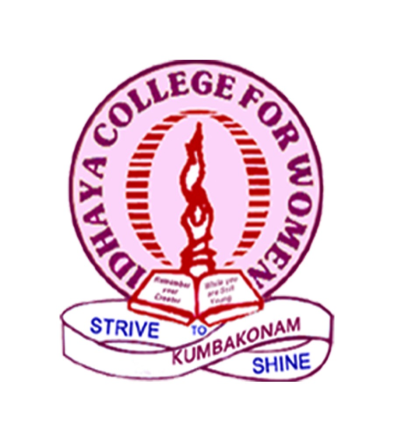 IDHAYA COLLEGE FOR WOMEN
Remember
your
Creator
While you
are Still
Young.
STRIVE
TO
SHINE
KUMBAKONAM